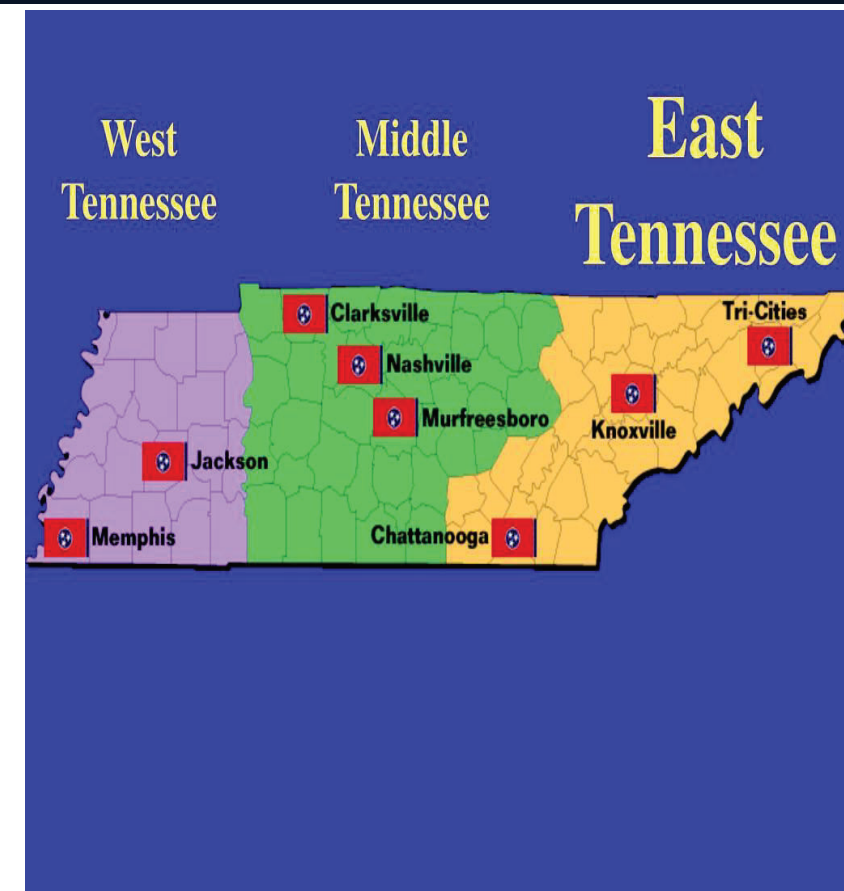 West
Tennessee
Middle
Tennessee
East
Tennessee
Clarksville
Tri-Cities
Nashville
Murfreesboro
Knoxville
Jackson
Memphis
Chattanooga